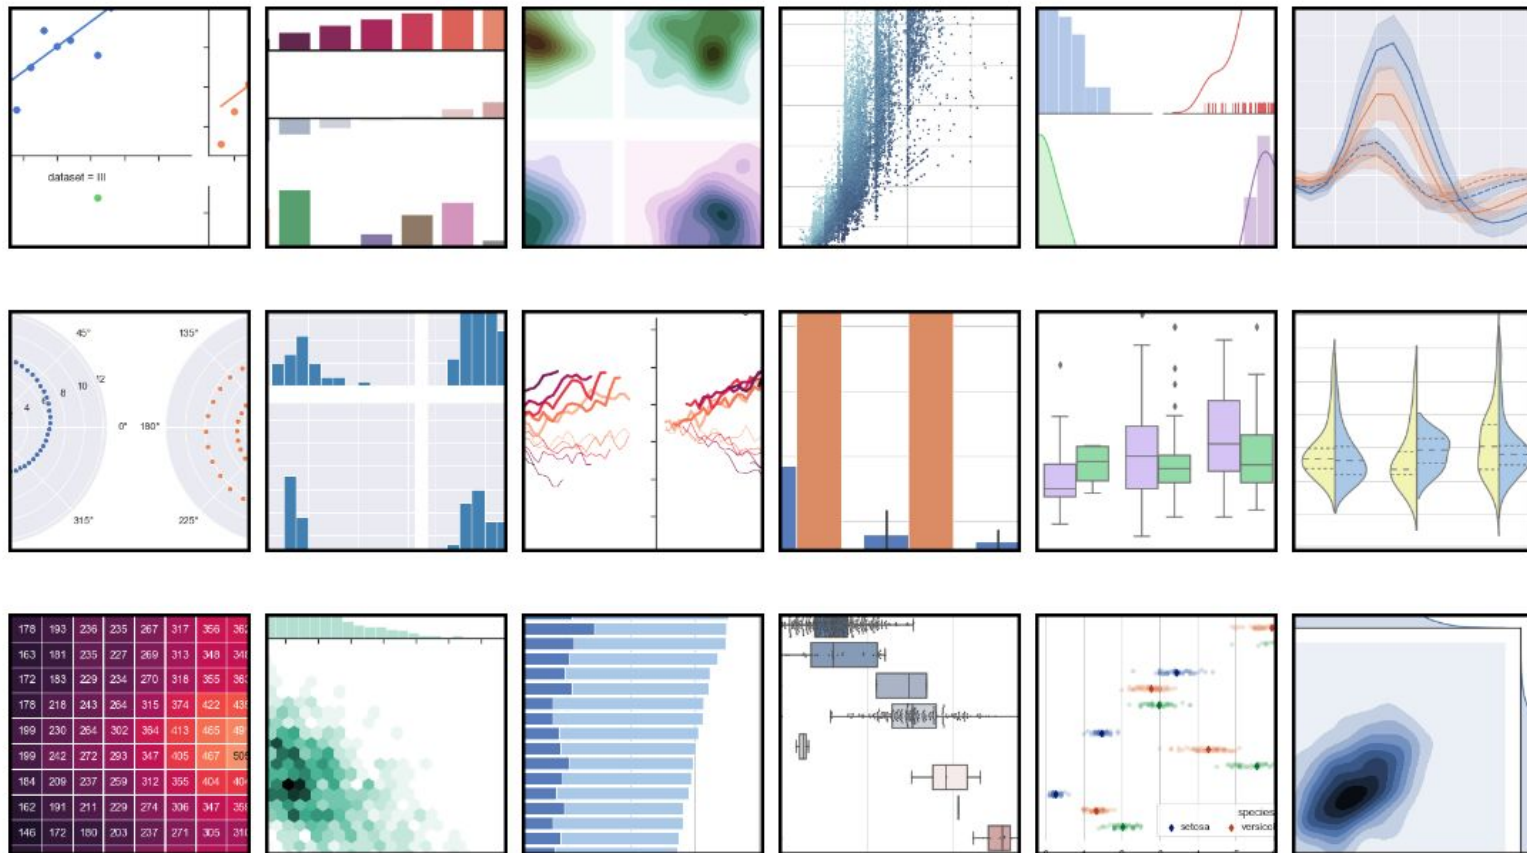 dataset = III
45°
135°
12
10
8
6
4
0°
180°
315°
225°
178 193 236 235 267 317 356
163 181 235 227 269 313 348
172 183 229 234 270 318 355
178 218 243 264 315 374 422
199 230 264 302 364 413 465
199 242 272 293 347 405 467 505
184 209 237 259 312 355 404
162 191 211 229 274 306 347
146 172 180 203 237 271 305
species
setosa versicol